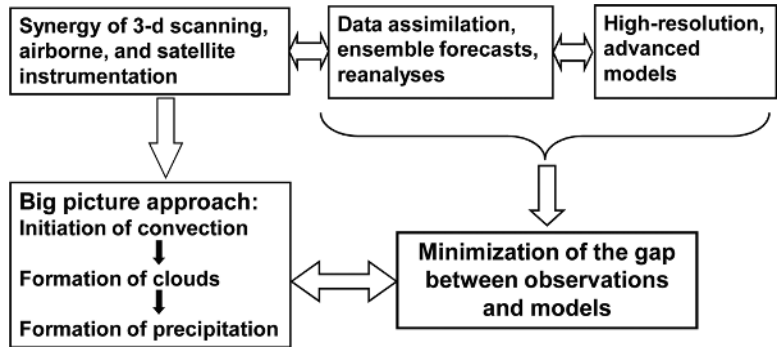 Synergy of 3-d scanning,
airborne, and satellite
instrumentation
Data assimilation,
ensemble forecasts,
reanalyses
High-resolution,
advanced
models
Big picture approach:
Initiation of convection
Formation of clouds
Formation of precipitation
Minimization of the gap
between observations
and models